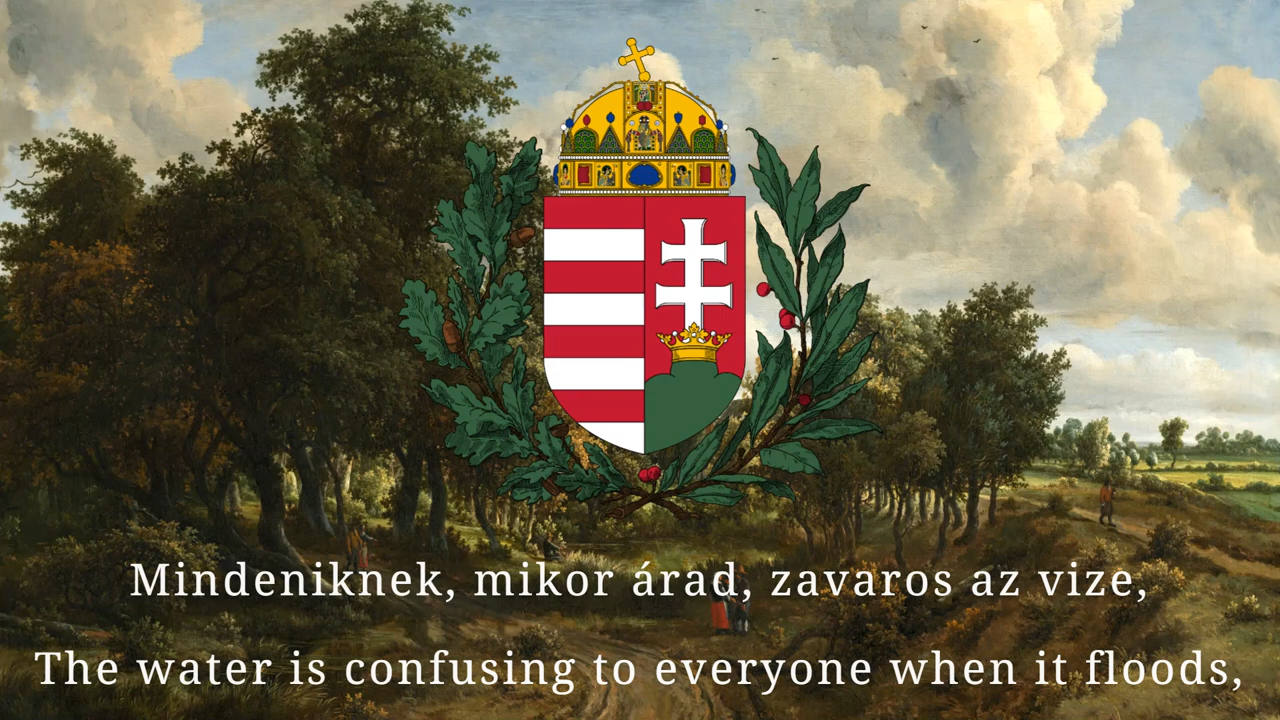 Mindeniknek, mikor árad, zavaros az vize,
The water is confusing to everyone when it floods,